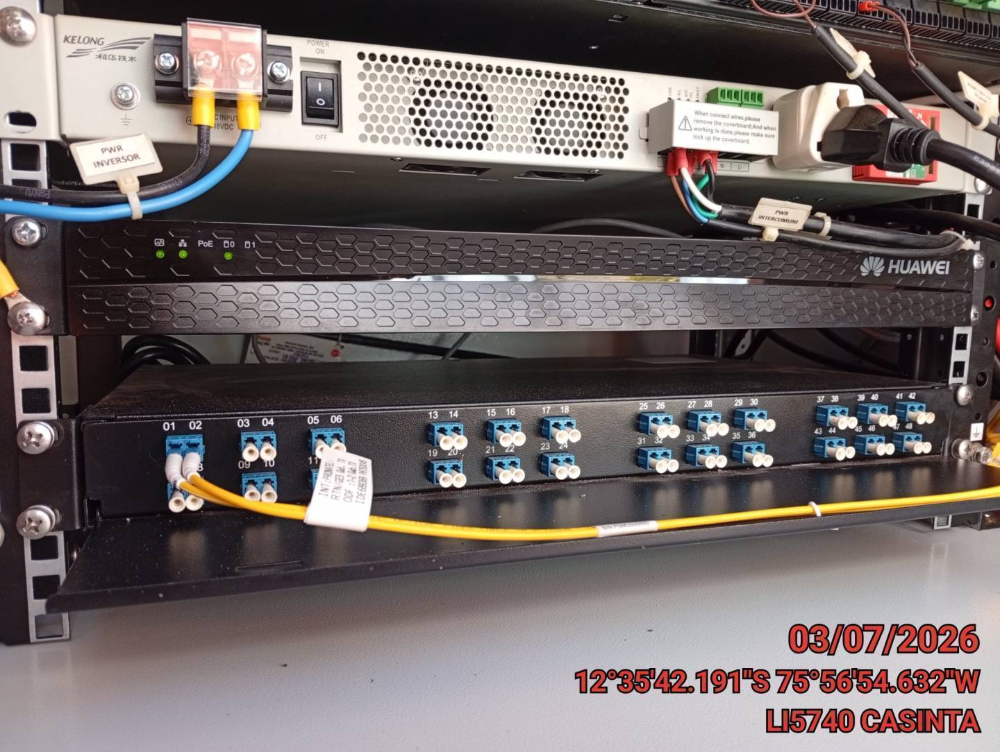 KELONG
科华技术
POWER
ON
OFF
PWR
INVERSOR
When connect wires,please
remove the coverboard;And when
working is done,please make sure
lock up the coverboard.
N
PWR
INTERCOMUNI
PoE 0 1
HUAWEI
01 02 03 04 05 06
13 14 15 16 17 18
25 26 27 28 29 30
37 38 39 40 41 42
09 10
19 20 21 22 23 24
31 32 33 34 35 36
43 44 45 46 47 48
03/07/2026
12°35'42.191"S 75°56'54.632"W
LI5740 CASINTA